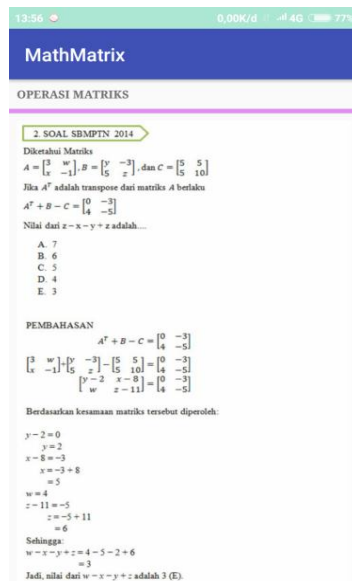 13:56 0,00K/d 4G 77%
MathMatrix
OPERASI MATRIKS
2. SOAL SBMPTN 2014
Diketahui Matriks
A = [3 w; x −1], B = [y −3; 5 z], dan C = [5 5; 5 10]
Jika Aᵀ adalah transpose dari matriks A berlaku
Aᵀ + B − C = [0 −3; 4 −5]
Nilai dari z − x − y + z adalah....
A. 7
B. 6
C. 5
D. 4
E. 3
PEMBAHASAN
Aᵀ + B − C = [0 −3; 4 −5]
[3 w; x −1]+[y −3; 5 z]−[5 5; 5 10]=[0 −3; 4 −5]
[y − 2 x − 8; w z − 11]=[0 −3; 4 −5]
Berdasarkan kesamaan matriks tersebut diperoleh:
y − 2 = 0
y = 2
x − 8 = −3
x = −3 + 8
= 5
w = 4
z − 11 = −5
z = −5 + 11
= 6
Sehingga:
w − x − y + z = 4 − 5 − 2 + 6
= 3
Jadi, nilai dari w − x − y + z adalah 3 (E).